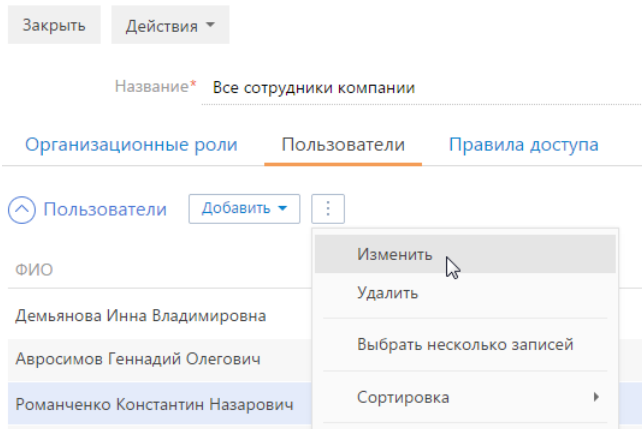 Закрыть Действия
Название* Все сотрудники компании
Организационные роли Пользователи Правила доступа
Пользователи Добавить
Изменить
ФИО
Удалить
Демьянова Инна Владимировна
Выбрать несколько записей
Авросимов Геннадий Олегович
Сортировка
Романченко Константин Назарович